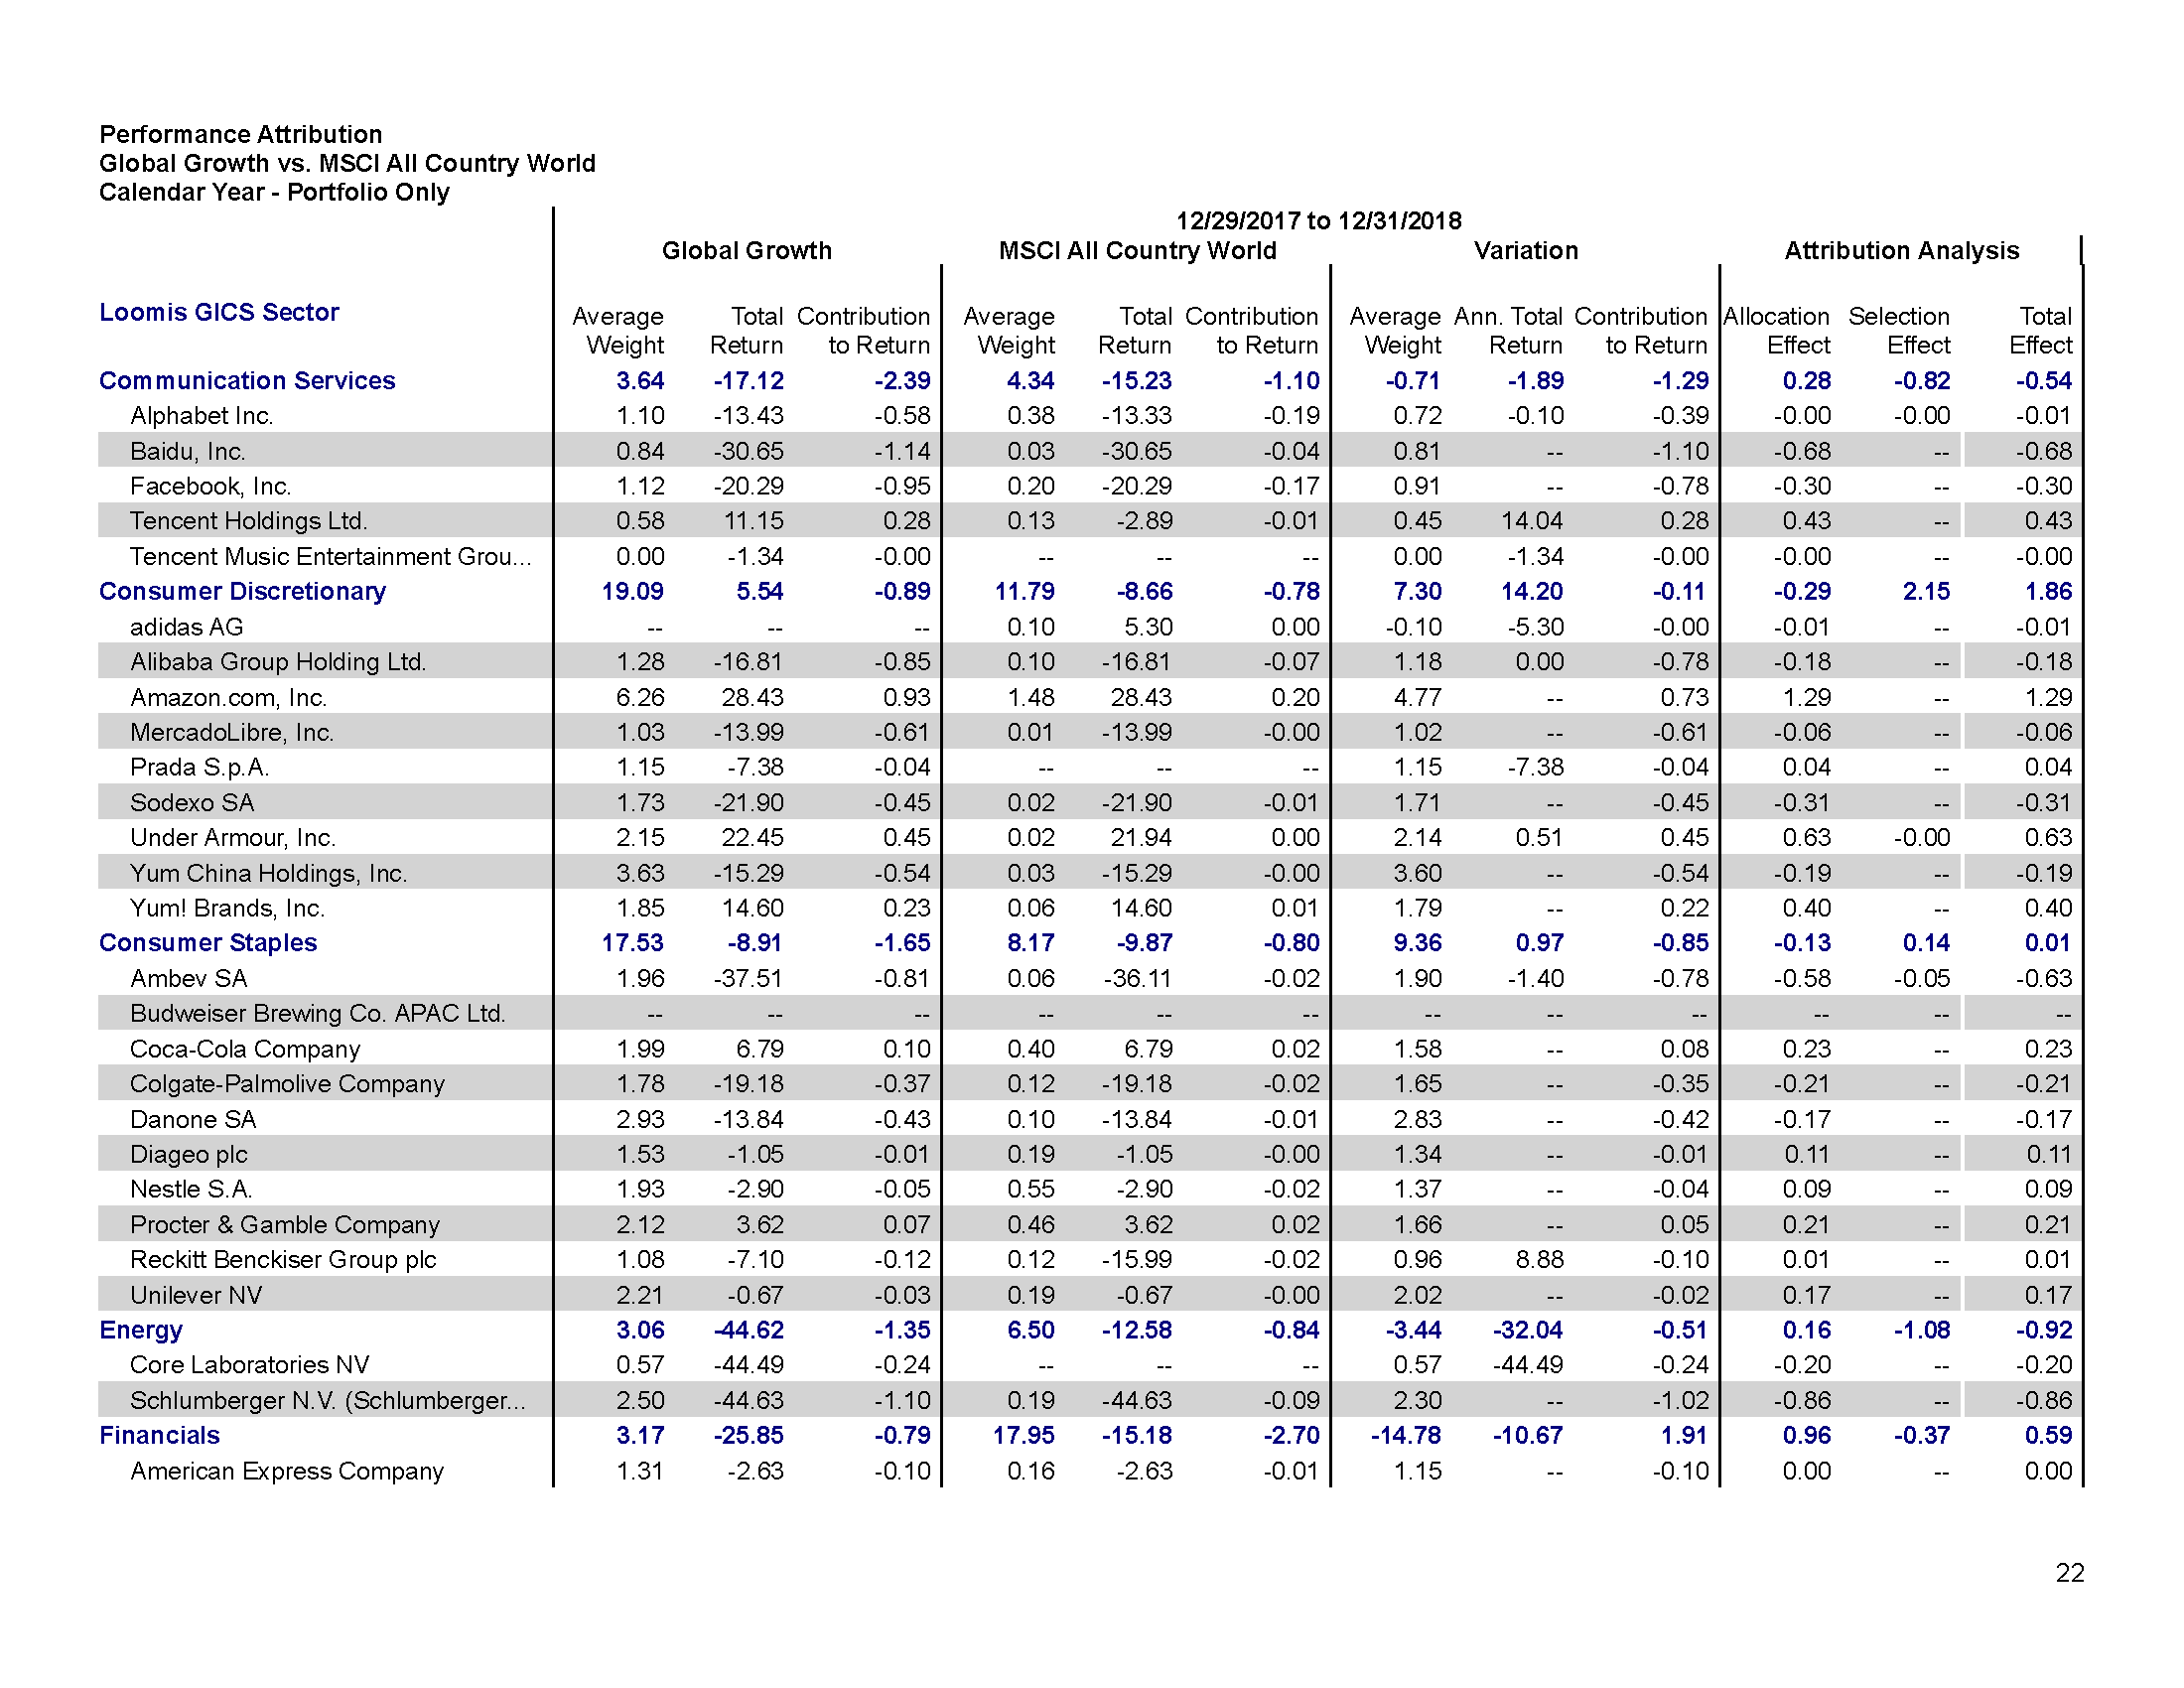 Performance Attribution
Global Growth vs. MSCI All Country World
Calendar Year - Portfolio Only
12/29/2017 to 12/31/2018
Global Growth MSCI All Country World Variation Attribution Analysis
Loomis GICS Sector Average Total Contribution Average Total Contribution Average Ann. Total Contribution Allocation Selection Total
Weight Return to Return Weight Return to Return Weight Return to Return Effect Effect Effect
Communication Services 3.64 -17.12 -2.39 4.34 -15.23 -1.10 -0.71 -1.89 -1.29 0.28 -0.82 -0.54
Alphabet Inc. 1.10 -13.43 -0.58 0.38 -13.33 -0.19 0.72 -0.10 -0.39 -0.00 -0.00 -0.01
Baidu, Inc. 0.84 -30.65 -1.14 0.03 -30.65 -0.04 0.81 -- -1.10 -0.68 -- -0.68
Facebook, Inc. 1.12 -20.29 -0.95 0.20 -20.29 -0.17 0.91 -- -0.78 -0.30 -- -0.30
Tencent Holdings Ltd. 0.58 11.15 0.28 0.13 -2.89 -0.01 0.45 14.04 0.28 0.43 -- 0.43
Tencent Music Entertainment Grou... 0.00 -1.34 -0.00 -- -- -- 0.00 -1.34 -0.00 -0.00 -- -0.00
Consumer Discretionary 19.09 5.54 -0.89 11.79 -8.66 -0.78 7.30 14.20 -0.11 -0.29 2.15 1.86
adidas AG -- -- -- 0.10 5.30 0.00 -0.10 -5.30 -0.00 -0.01 -- -0.01
Alibaba Group Holding Ltd. 1.28 -16.81 -0.85 0.10 -16.81 -0.07 1.18 0.00 -0.78 -0.18 -- -0.18
Amazon.com, Inc. 6.26 28.43 0.93 1.48 28.43 0.20 4.77 -- 0.73 1.29 -- 1.29
MercadoLibre, Inc. 1.03 -13.99 -0.61 0.01 -13.99 -0.00 1.02 -- -0.61 -0.06 -- -0.06
Prada S.p.A. 1.15 -7.38 -0.04 -- -- -- 1.15 -7.38 -0.04 0.04 -- 0.04
Sodexo SA 1.73 -21.90 -0.45 0.02 -21.90 -0.01 1.71 -- -0.45 -0.31 -- -0.31
Under Armour, Inc. 2.15 22.45 0.45 0.02 21.94 0.00 2.14 0.51 0.45 0.63 -0.00 0.63
Yum China Holdings, Inc. 3.63 -15.29 -0.54 0.03 -15.29 -0.00 3.60 -- -0.54 -0.19 -- -0.19
Yum! Brands, Inc. 1.85 14.60 0.23 0.06 14.60 0.01 1.79 -- 0.22 0.40 -- 0.40
Consumer Staples 17.53 -8.91 -1.65 8.17 -9.87 -0.80 9.36 0.97 -0.85 -0.13 0.14 0.01
Ambev SA 1.96 -37.51 -0.81 0.06 -36.11 -0.02 1.90 -1.40 -0.78 -0.58 -0.05 -0.63
Budweiser Brewing Co. APAC Ltd. -- -- -- -- -- -- -- -- -- -- -- --
Coca-Cola Company 1.99 6.79 0.10 0.40 6.79 0.02 1.58 -- 0.08 0.23 -- 0.23
Colgate-Palmolive Company 1.78 -19.18 -0.37 0.12 -19.18 -0.02 1.65 -- -0.35 -0.21 -- -0.21
Danone SA 2.93 -13.84 -0.43 0.10 -13.84 -0.01 2.83 -- -0.42 -0.17 -- -0.17
Diageo plc 1.53 -1.05 -0.01 0.19 -1.05 -0.00 1.34 -- -0.01 0.11 -- 0.11
Nestle S.A. 1.93 -2.90 -0.05 0.55 -2.90 -0.02 1.37 -- -0.04 0.09 -- 0.09
Procter & Gamble Company 2.12 3.62 0.07 0.46 3.62 0.02 1.66 -- 0.05 0.21 -- 0.21
Reckitt Benckiser Group plc 1.08 -7.10 -0.12 0.12 -15.99 -0.02 0.96 8.88 -0.10 0.01 -- 0.01
Unilever NV 2.21 -0.67 -0.03 0.19 -0.67 -0.00 2.02 -- -0.02 0.17 -- 0.17
Energy 3.06 -44.62 -1.35 6.50 -12.58 -0.84 -3.44 -32.04 -0.51 0.16 -1.08 -0.92
Core Laboratories NV 0.57 -44.49 -0.24 -- -- -- 0.57 -44.49 -0.24 -0.20 -- -0.20
Schlumberger N.V. (Schlumberger... 2.50 -44.63 -1.10 0.19 -44.63 -0.09 2.30 -- -1.02 -0.86 -- -0.86
Financials 3.17 -25.85 -0.79 17.95 -15.18 -2.70 -14.78 -10.67 1.91 0.96 -0.37 0.59
American Express Company 1.31 -2.63 -0.10 0.16 -2.63 -0.01 1.15 -- -0.10 0.00 -- 0.00
22